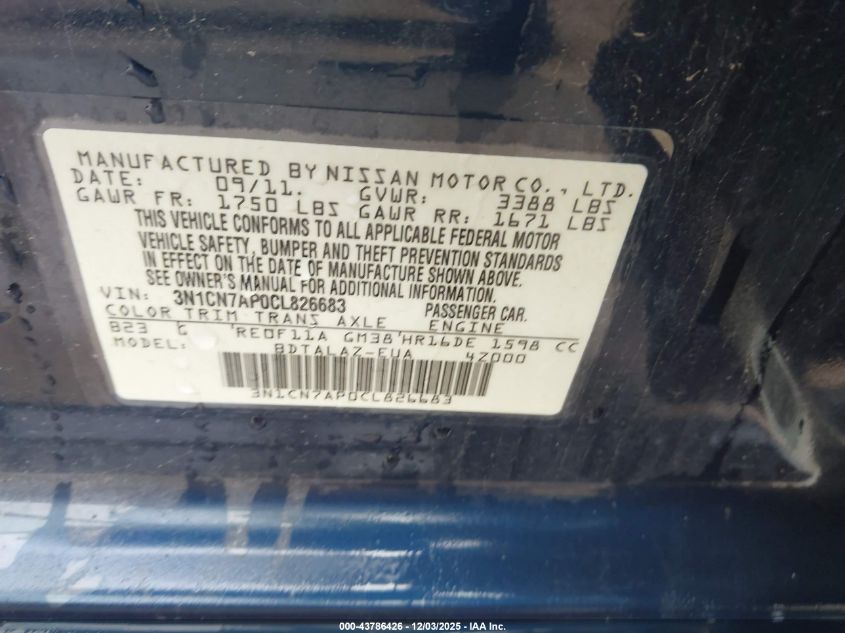 MANUFACTURED BY NISSAN MOTOR CO., LTD.
DATE: 09/11. GVWR: 3388 LBS
GAWR FR: 1750 LBS GAWR RR: 1671 LBS
THIS VEHICLE CONFORMS TO ALL APPLICABLE FEDERAL MOTOR
VEHICLE SAFETY, BUMPER AND THEFT PREVENTION STANDARDS
IN EFFECT ON THE DATE OF MANUFACTURE SHOWN ABOVE.
SEE OWNER'S MANUAL FOR ADDITIONAL INFORMATION
VIN: 3N1CN7AP0CL826683 PASSENGER CAR.
COLOR TRIM TRANS AXLE ENGINE
B23 G 'RE0F11A GM38'HR16DE 1598 CC
MODEL: BDTALAZ-EUA 4Z000
3N1CN7AP0CL826683
000-43786426 - 12/03/2025 - IAA Inc.